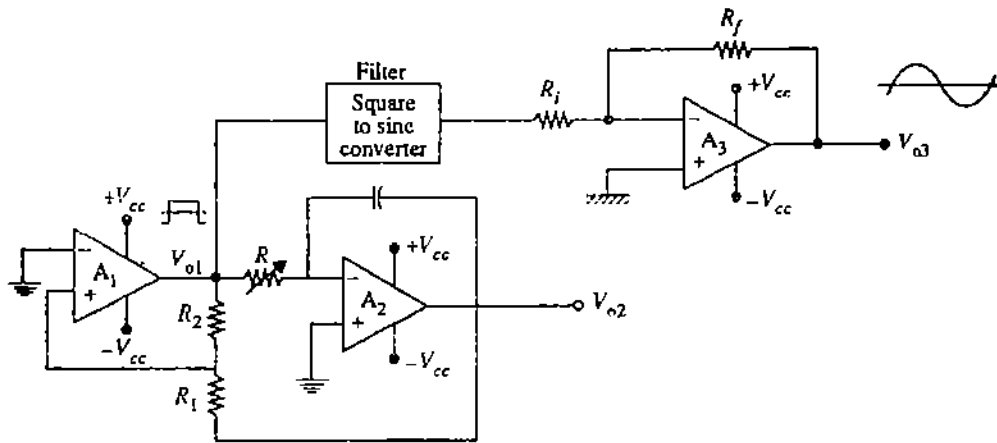 Filter
Square
to sinc
converter
R_i
R_f
+V_cc
−
A_3
+
−V_cc
V_o3
+V_cc
−
A_1
+
−V_cc
V_o1
R
R_2
R_1
+V_cc
−
A_2
+
−V_cc
V_o2